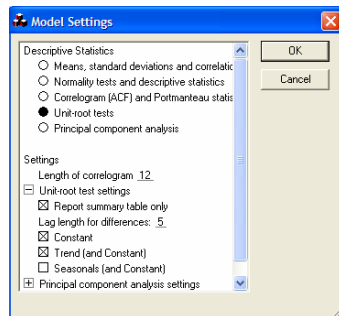 Model Settings
Descriptive Statistics
Means, standard deviations and correlatic
Normality tests and descriptive statistics
Correlogram (ACF) and Portmanteau statis
Unit-root tests
Principal component analysis
Settings
Length of correlogram 12
Unit-root test settings
Report summary table only
Lag length for differences: 5
Constant
Trend (and Constant)
Seasonals (and Constant)
Principal component analysis settings
OK
Cancel